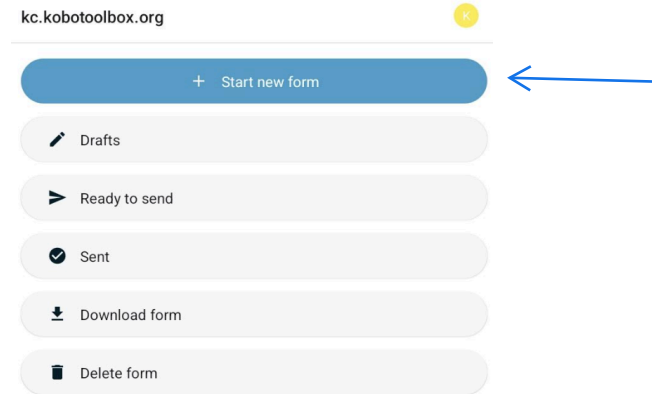 kc.kobotoolbox.org
K
+ Start new form
Drafts
Ready to send
Sent
Download form
Delete form